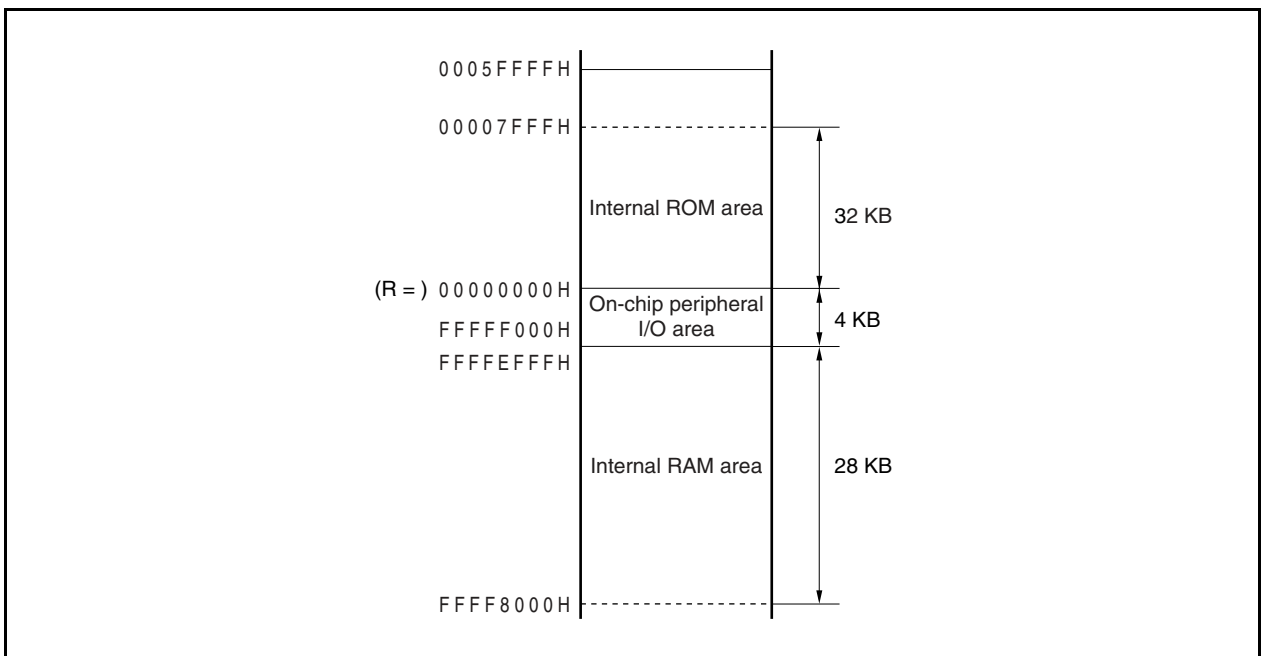 0005FFFFH
00007FFFH
Internal ROM area
32 KB
(R = ) 00000000H
On-chip peripheral
I/O area
4 KB
FFFFF000H
FFFFEFFFH
Internal RAM area
28 KB
FFFF8000H